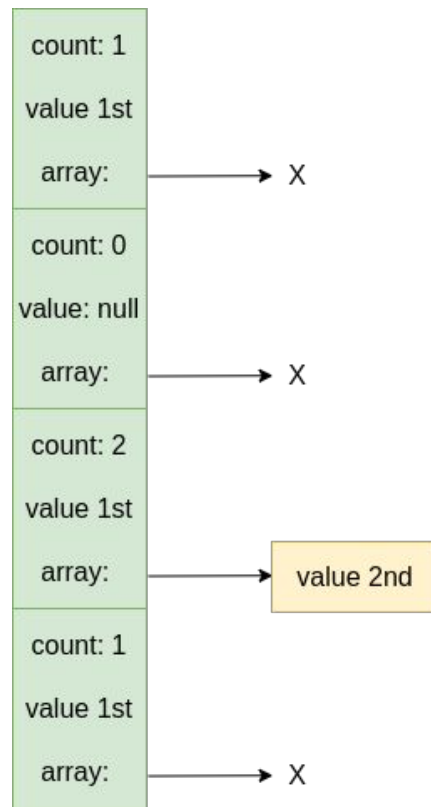 count: 1
value 1st
array:
X
count: 0
value: null
array:
X
count: 2
value 1st
array:
value 2nd
count: 1
value 1st
array:
X